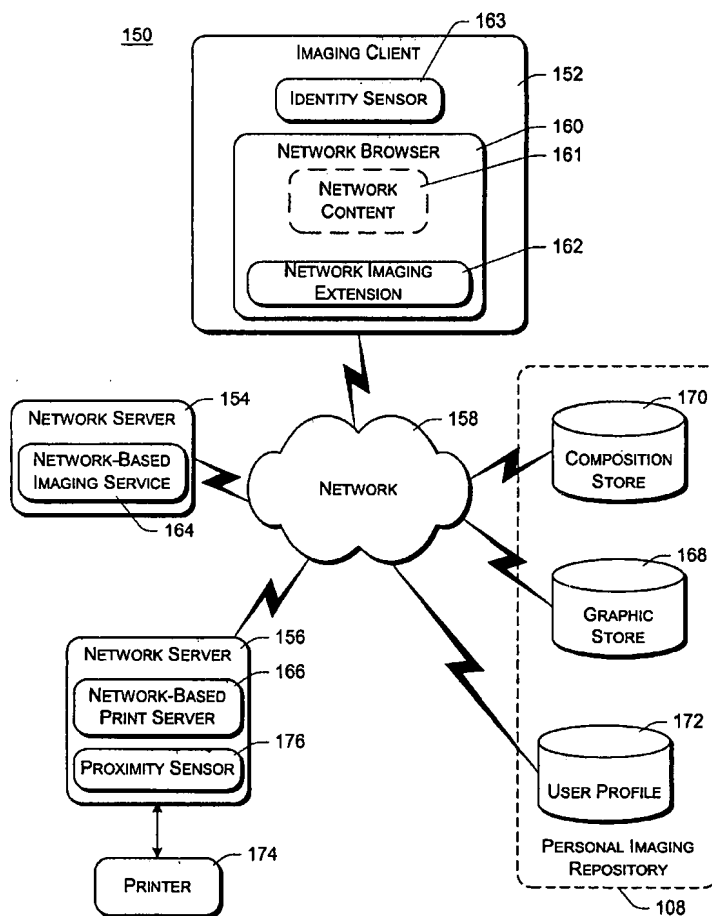 150
163
IMAGING CLIENT
152
IDENTITY SENSOR
160
NETWORK BROWSER
161
NETWORK
CONTENT
162
NETWORK IMAGING
EXTENSION
154
NETWORK SERVER
NETWORK-BASED
IMAGING SERVICE
164
158
NETWORK
170
COMPOSITION
STORE
168
GRAPHIC
STORE
156
NETWORK SERVER
166
NETWORK-BASED
PRINT SERVER
176
PROXIMITY SENSOR
172
USER PROFILE
PERSONAL IMAGING
REPOSITORY
108
174
PRINTER